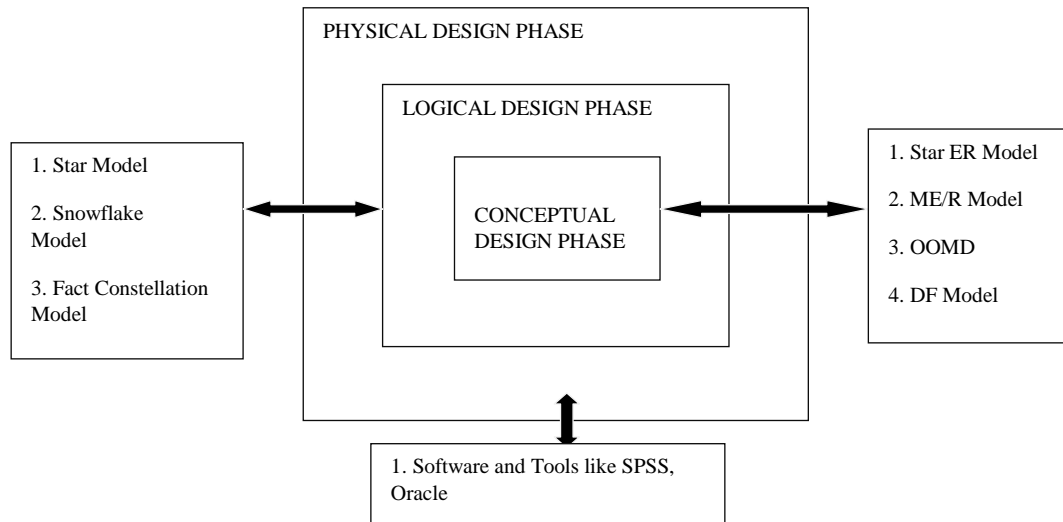 PHYSICAL DESIGN PHASE
LOGICAL DESIGN PHASE
CONCEPTUAL
DESIGN PHASE
1. Star Model
2. Snowflake
Model
3. Fact Constellation
Model
1. Star ER Model
2. ME/R Model
3. OOMD
4. DF Model
1. Software and Tools like SPSS,
Oracle